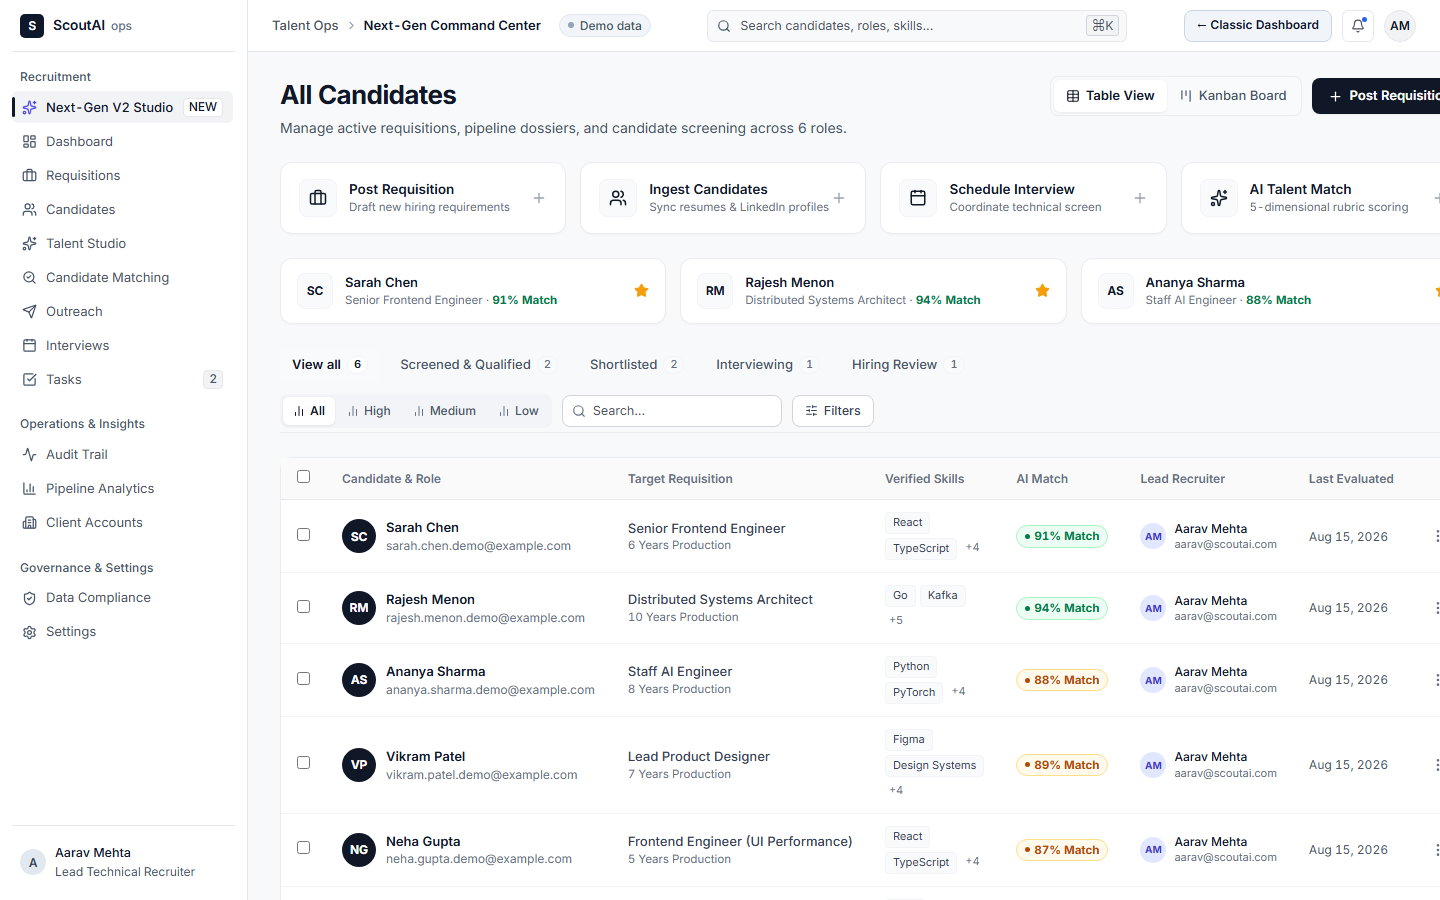 S ScoutAI ops
Talent Ops > Next-Gen Command Center
Demo data
Search candidates, roles, skills...
⌘K
← Classic Dashboard
AM
Recruitment
Next-Gen V2 Studio NEW
Dashboard
Requisitions
Candidates
Talent Studio
Candidate Matching
Outreach
Interviews
Tasks 2
Operations & Insights
Audit Trail
Pipeline Analytics
Client Accounts
Governance & Settings
Data Compliance
Settings
A
Aarav Mehta
Lead Technical Recruiter
All Candidates
Manage active requisitions, pipeline dossiers, and candidate screening across 6 roles.
Table View
Kanban Board
Post
Post Requisition
Draft new hiring requirements
Ingest Candidates
Sync resumes & LinkedIn profiles
Schedule Interview
Coordinate technical screen
AI Talent Match
5-dimensional rubric scoring
SC
Sarah Chen
Senior Frontend Engineer · 91% Match
RM
Rajesh Menon
Distributed Systems Architect · 94% Match
AS
Ananya Sharma
Staff AI Engineer · 88% Match
View all 6
Screened & Qualified 2
Shortlisted 2
Interviewing 1
Hiring Review 1
All
High
Medium
Low
Search...
Filters
Candidate & Role
Target Requisition
Verified Skills
AI Match
Lead Recruiter
Last Evaluated
SC
Sarah Chen
sarah.chen.demo@example.com
Senior Frontend Engineer
6 Years Production
React
TypeScript +4
91% Match
AM
Aarav Mehta
aarav@scoutai.com
Aug 15, 2026
RM
Rajesh Menon
rajesh.menon.demo@example.com
Distributed Systems Architect
10 Years Production
Go Kafka
+5
94% Match
AM
Aarav Mehta
aarav@scoutai.com
Aug 15, 2026
AS
Ananya Sharma
ananya.sharma.demo@example.com
Staff AI Engineer
8 Years Production
Python
PyTorch +4
88% Match
AM
Aarav Mehta
aarav@scoutai.com
Aug 15, 2026
VP
Vikram Patel
vikram.patel.demo@example.com
Lead Product Designer
7 Years Production
Figma
Design Systems
+4
89% Match
AM
Aarav Mehta
aarav@scoutai.com
Aug 15, 2026
NG
Neha Gupta
neha.gupta.demo@example.com
Frontend Engineer (UI Performance)
5 Years Production
React
TypeScript +4
87% Match
AM
Aarav Mehta
aarav@scoutai.com
Aug 15, 2026